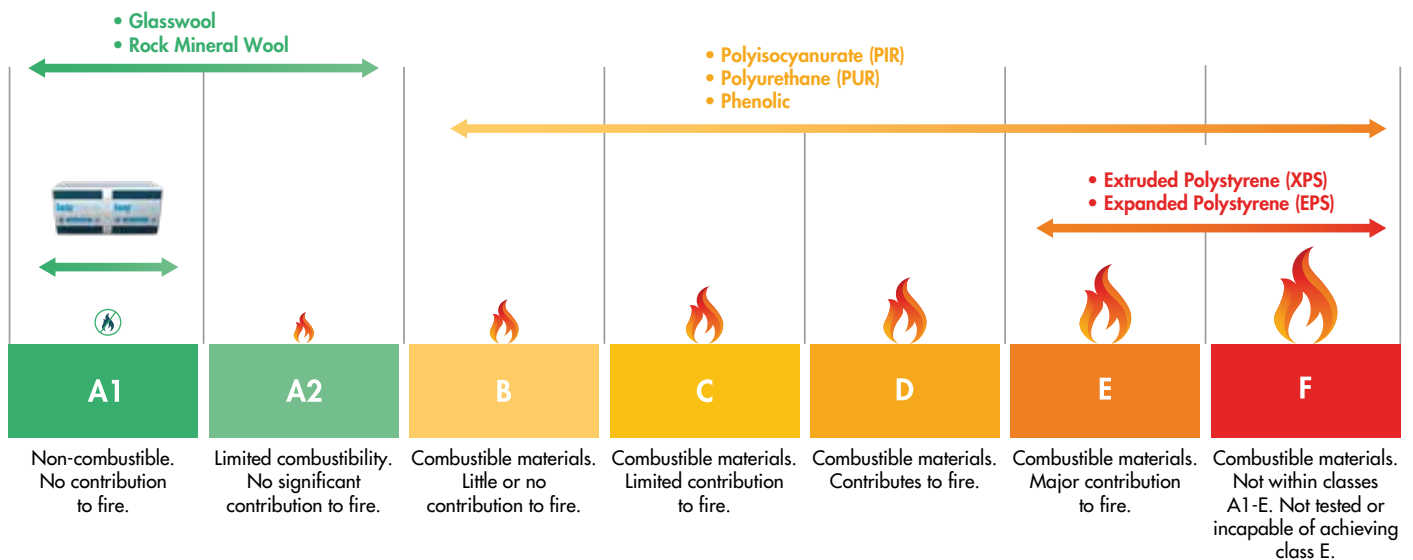 • Glasswool
• Rock Mineral Wool
• Polyisocyanurate (PIR)
• Polyurethane (PUR)
• Phenolic
• Extruded Polystyrene (XPS)
• Expanded Polystyrene (EPS)
A1
A2
B
C
D
E
F
Non-combustible.
No contribution
to fire.
Limited combustibility.
No significant
contribution to fire.
Combustible materials.
Little or no
contribution to fire.
Combustible materials.
Limited contribution
to fire.
Combustible materials.
Contributes to fire.
Combustible materials.
Major contribution
to fire.
Combustible materials.
Not within classes
A1-E. Not tested or
incapable of achieving
class E.